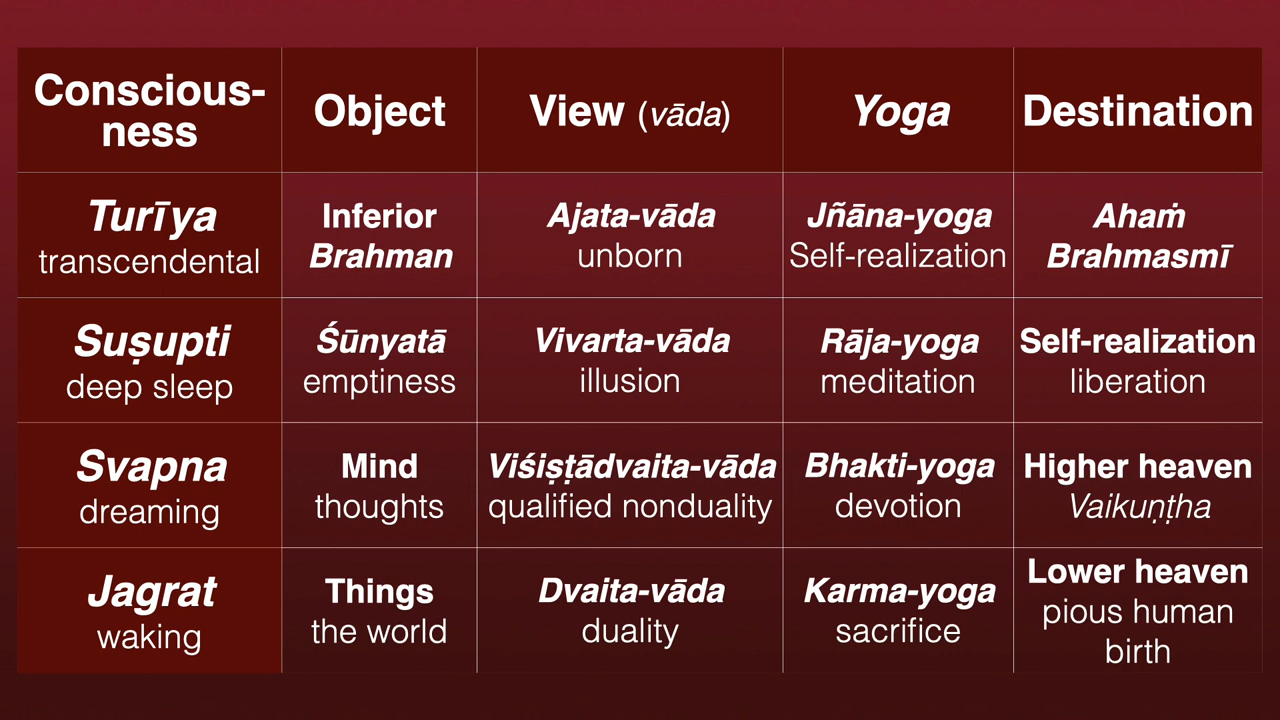 Conscious-
ness
Object
View (vāda)
Yoga
Destination
Turīya
transcendental
Inferior
Brahman
Ajata-vāda
unborn
Jñāna-yoga
Self-realization
Ahaṁ
Brahmasmī
Suṣupti
deep sleep
Śūnyatā
emptiness
Vivarta-vāda
illusion
Rāja-yoga
meditation
Self-realization
liberation
Svapna
dreaming
Mind
thoughts
Viśiṣṭādvaita-vāda
qualified nonduality
Bhakti-yoga
devotion
Higher heaven
Vaikuṇṭha
Jagrat
waking
Things
the world
Dvaita-vāda
duality
Karma-yoga
sacrifice
Lower heaven
pious human
birth